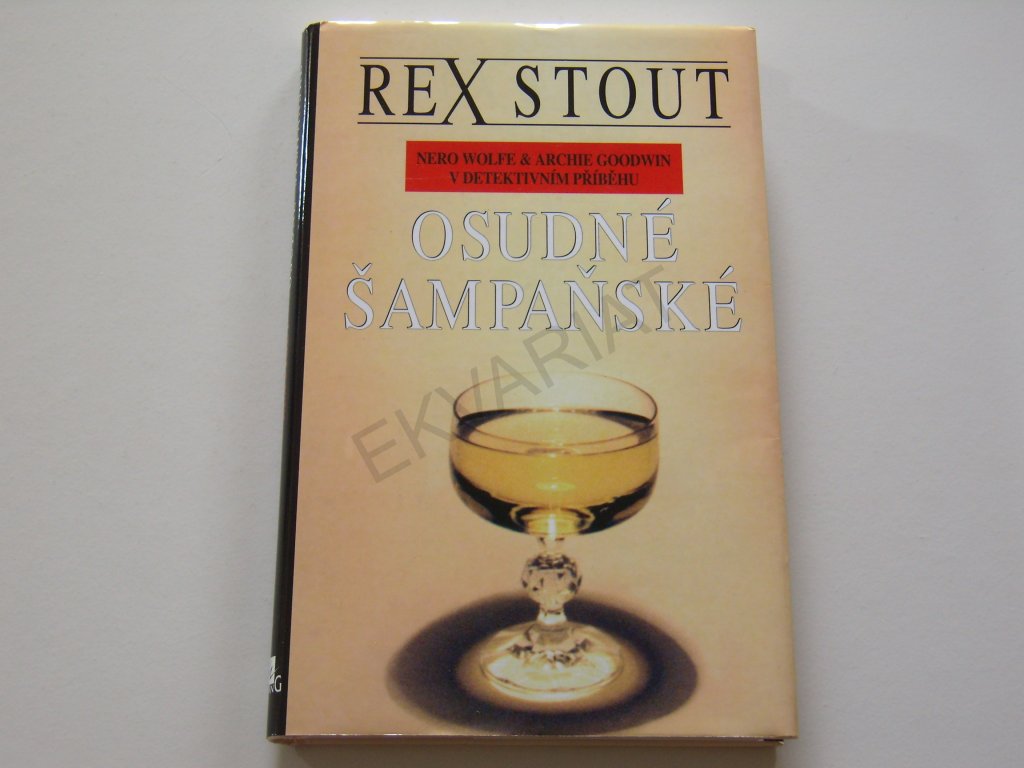 REX STOUT
NERO WOLFE & ARCHIE GOODWIN
V DETEKTIVNÍM PŘÍBĚHU
OSUDNÉ
ŠAMPAŇSKÉ
EKVARIAT